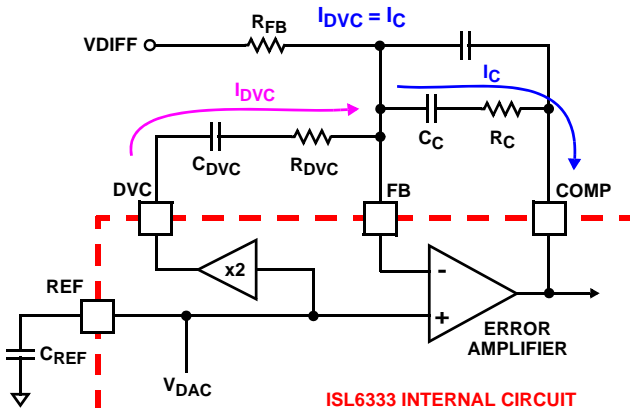 R_FB
I_DVC = I_C
VDIFF
I_DVC
I_C
C_C
R_C
C_DVC
R_DVC
DVC
FB
COMP
x2
REF
-
+
ERROR
AMPLIFIER
C_REF
V_DAC
ISL6333 INTERNAL CIRCUIT